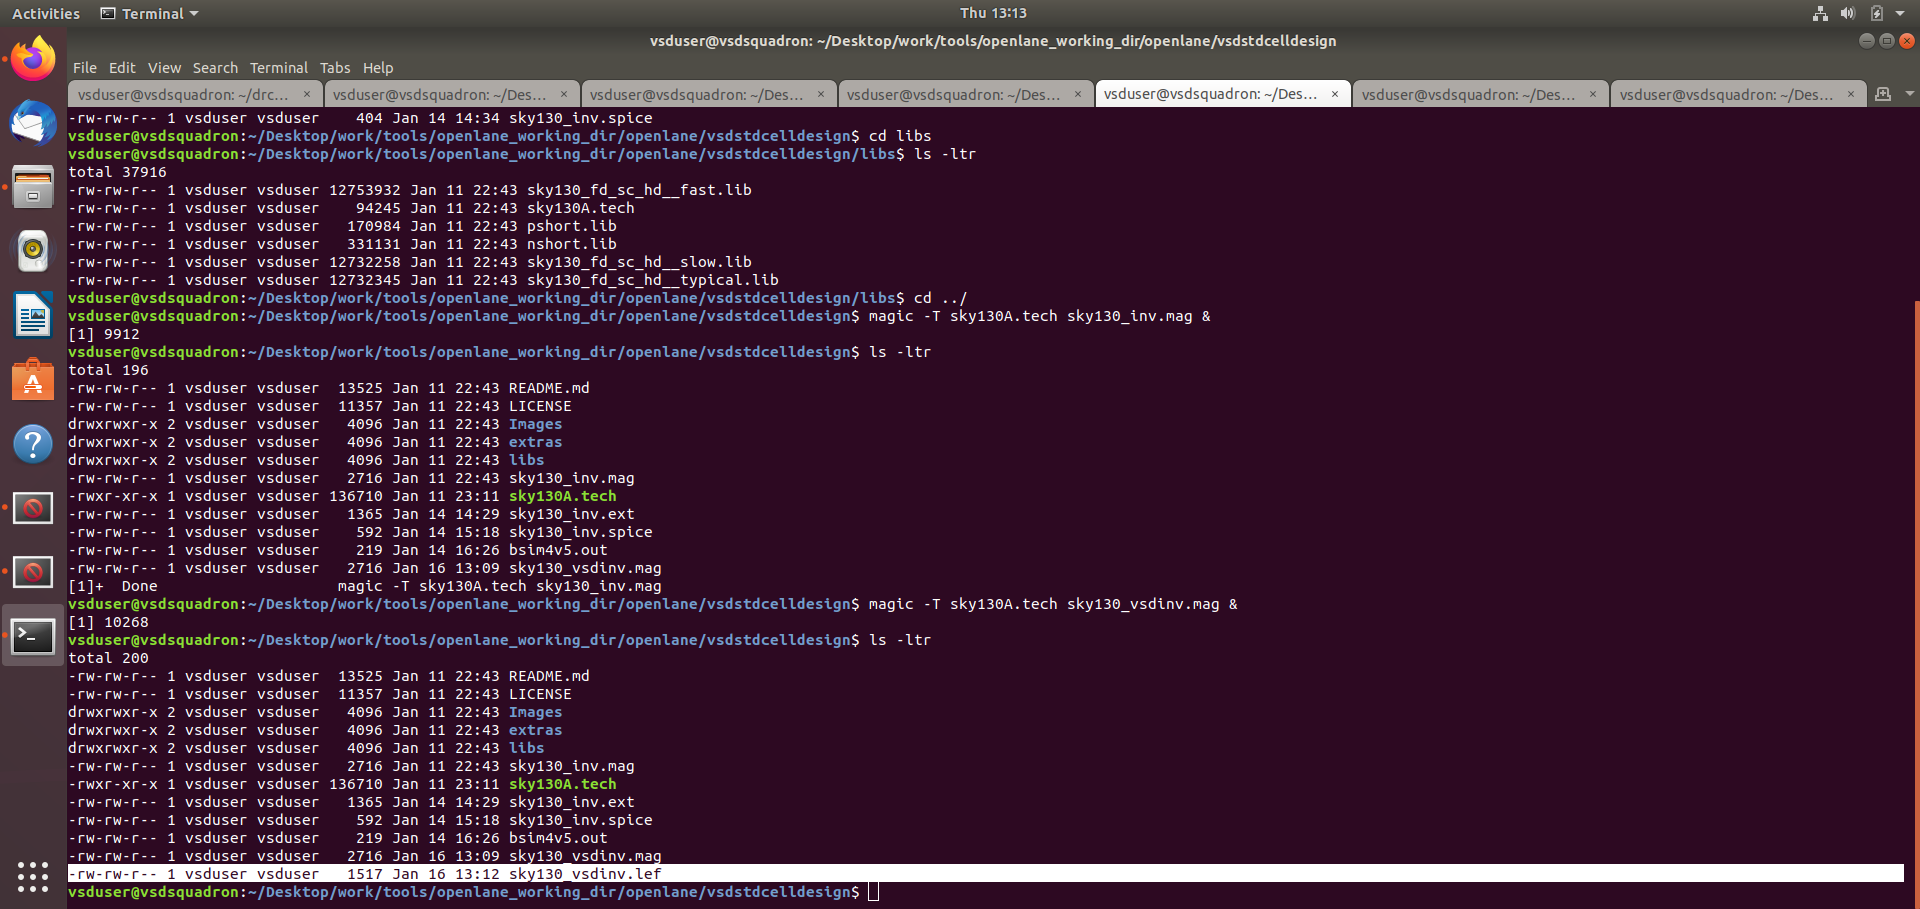 Activities Terminal Thu 13:13
vsduser@vsdsquadron: ~/Desktop/work/tools/openlane_working_dir/openlane/vsdstdcelldesign
File Edit View Search Terminal Tabs Help
vsduser@vsdsquadron: ~/drc... × vsduser@vsdsquadron: ~/Des... × vsduser@vsdsquadron: ~/Des... × vsduser@vsdsquadron: ~/Des... × vsduser@vsdsquadron: ~/Des... × vsduser@vsdsquadron: ~/Des... × vsduser@vsdsquadron: ~/Des... ×
-rw-rw-r-- 1 vsduser vsduser    404 Jan 14 14:34 sky130_inv.spice
vsduser@vsdsquadron:~/Desktop/work/tools/openlane_working_dir/openlane/vsdstdcelldesign$ cd libs
vsduser@vsdsquadron:~/Desktop/work/tools/openlane_working_dir/openlane/vsdstdcelldesign/libs$ ls -ltr
total 37916
-rw-rw-r-- 1 vsduser vsduser 12753932 Jan 11 22:43 sky130_fd_sc_hd__fast.lib
-rw-rw-r-- 1 vsduser vsduser    94245 Jan 11 22:43 sky130A.tech
-rw-rw-r-- 1 vsduser vsduser   170984 Jan 11 22:43 pshort.lib
-rw-rw-r-- 1 vsduser vsduser   331131 Jan 11 22:43 nshort.lib
-rw-rw-r-- 1 vsduser vsduser 12732258 Jan 11 22:43 sky130_fd_sc_hd__slow.lib
-rw-rw-r-- 1 vsduser vsduser 12732345 Jan 11 22:43 sky130_fd_sc_hd__typical.lib
vsduser@vsdsquadron:~/Desktop/work/tools/openlane_working_dir/openlane/vsdstdcelldesign/libs$ cd ../
vsduser@vsdsquadron:~/Desktop/work/tools/openlane_working_dir/openlane/vsdstdcelldesign$ magic -T sky130A.tech sky130_inv.mag &
[1] 9912
vsduser@vsdsquadron:~/Desktop/work/tools/openlane_working_dir/openlane/vsdstdcelldesign$ ls -ltr
total 196
-rw-rw-r-- 1 vsduser vsduser  13525 Jan 11 22:43 README.md
-rw-rw-r-- 1 vsduser vsduser  11357 Jan 11 22:43 LICENSE
drwxrwxr-x 2 vsduser vsduser   4096 Jan 11 22:43 Images
drwxrwxr-x 2 vsduser vsduser   4096 Jan 11 22:43 extras
drwxrwxr-x 2 vsduser vsduser   4096 Jan 11 22:43 libs
-rw-rw-r-- 1 vsduser vsduser   2716 Jan 11 22:43 sky130_inv.mag
-rwxr-xr-x 1 vsduser vsduser 136710 Jan 11 23:11 sky130A.tech
-rw-rw-r-- 1 vsduser vsduser   1365 Jan 14 14:29 sky130_inv.ext
-rw-rw-r-- 1 vsduser vsduser    592 Jan 14 15:18 sky130_inv.spice
-rw-rw-r-- 1 vsduser vsduser    219 Jan 14 16:26 bsim4v5.out
-rw-rw-r-- 1 vsduser vsduser   2716 Jan 16 13:09 sky130_vsdinv.mag
[1]+  Done                    magic -T sky130A.tech sky130_inv.mag
vsduser@vsdsquadron:~/Desktop/work/tools/openlane_working_dir/openlane/vsdstdcelldesign$ magic -T sky130A.tech sky130_vsdinv.mag &
[1] 10268
vsduser@vsdsquadron:~/Desktop/work/tools/openlane_working_dir/openlane/vsdstdcelldesign$ ls -ltr
total 200
-rw-rw-r-- 1 vsduser vsduser  13525 Jan 11 22:43 README.md
-rw-rw-r-- 1 vsduser vsduser  11357 Jan 11 22:43 LICENSE
drwxrwxr-x 2 vsduser vsduser   4096 Jan 11 22:43 Images
drwxrwxr-x 2 vsduser vsduser   4096 Jan 11 22:43 extras
drwxrwxr-x 2 vsduser vsduser   4096 Jan 11 22:43 libs
-rw-rw-r-- 1 vsduser vsduser   2716 Jan 11 22:43 sky130_inv.mag
-rwxr-xr-x 1 vsduser vsduser 136710 Jan 11 23:11 sky130A.tech
-rw-rw-r-- 1 vsduser vsduser   1365 Jan 14 14:29 sky130_inv.ext
-rw-rw-r-- 1 vsduser vsduser    592 Jan 14 15:18 sky130_inv.spice
-rw-rw-r-- 1 vsduser vsduser    219 Jan 14 16:26 bsim4v5.out
-rw-rw-r-- 1 vsduser vsduser   2716 Jan 16 13:09 sky130_vsdinv.mag
-rw-rw-r-- 1 vsduser vsduser   1517 Jan 16 13:12 sky130_vsdinv.lef
vsduser@vsdsquadron:~/Desktop/work/tools/openlane_working_dir/openlane/vsdstdcelldesign$